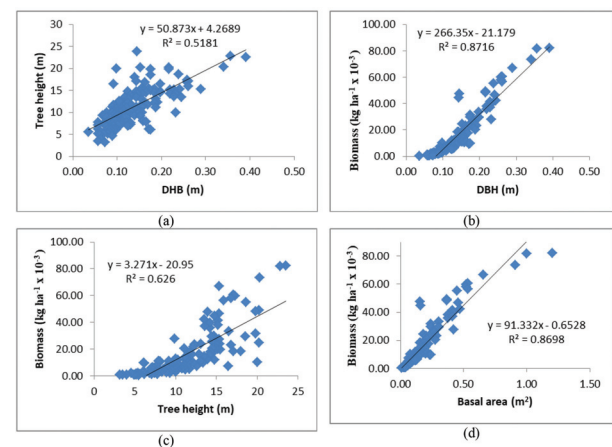 (a)
y = 50.873x + 4.2689
R² = 0.5181
Tree height (m)
30
25
20
15
10
5
0
0.00 0.10 0.20 0.30 0.40 0.50
DHB (m)
(a)
(b)
y = 266.35x - 21.179
R² = 0.8716
Biomass (kg ha⁻¹ x 10⁻³)
100.00
80.00
60.00
40.00
20.00
0.00
0.00 0.10 0.20 0.30 0.40 0.50
DBH (m)
(b)
(c)
y = 3.271x - 20.95
R² = 0.626
Biomass (kg ha⁻¹ x 10⁻³)
100.00
80.00
60.00
40.00
20.00
0.00
0 5 10 15 20 25
Tree height (m)
(c)
(d)
y = 91.332x - 0.6528
R² = 0.8698
Biomass (kg ha⁻¹ x 10⁻³)
80.00
60.00
40.00
20.00
0.00
0.00 0.50 1.00 1.50
Basal area (m²)
(d)